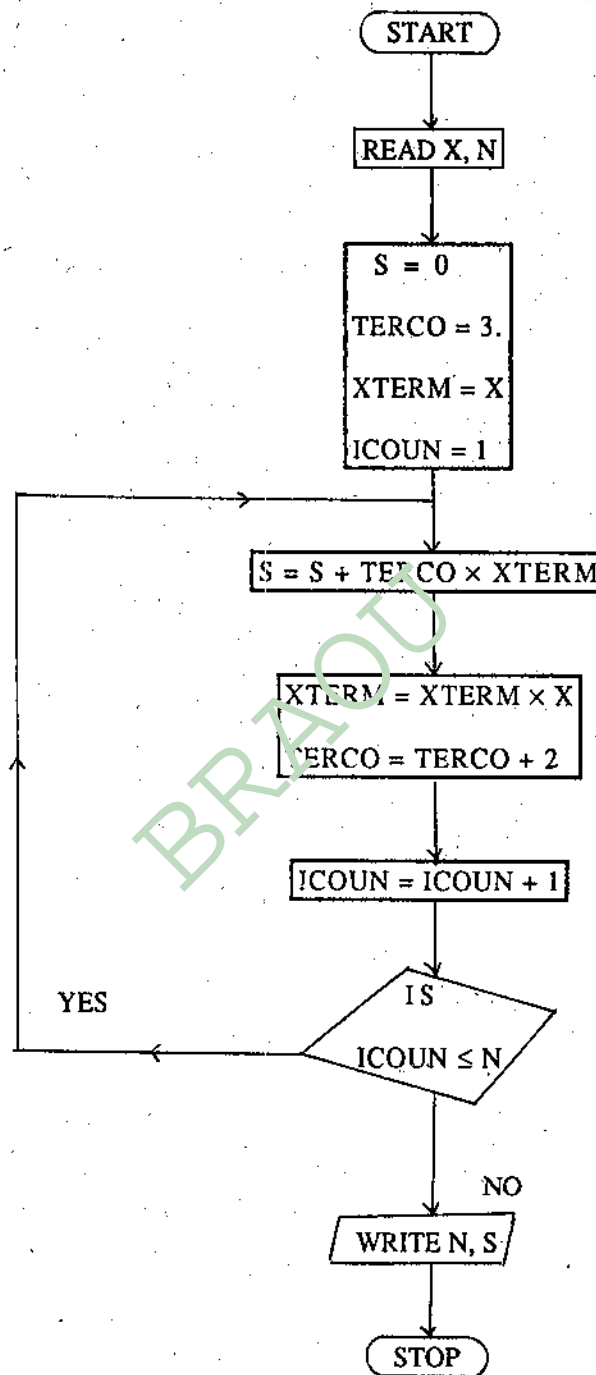 START
READ X, N
S = 0
TERCO = 3.
XTERM = X
ICOUN = 1
S = S + TERCO × XTERM
XTERM = XTERM × X
TERCO = TERCO + 2
ICOUN = ICOUN + 1
IS
ICOUN ≤ N
YES
NO
WRITE N, S
STOP
BRAOU